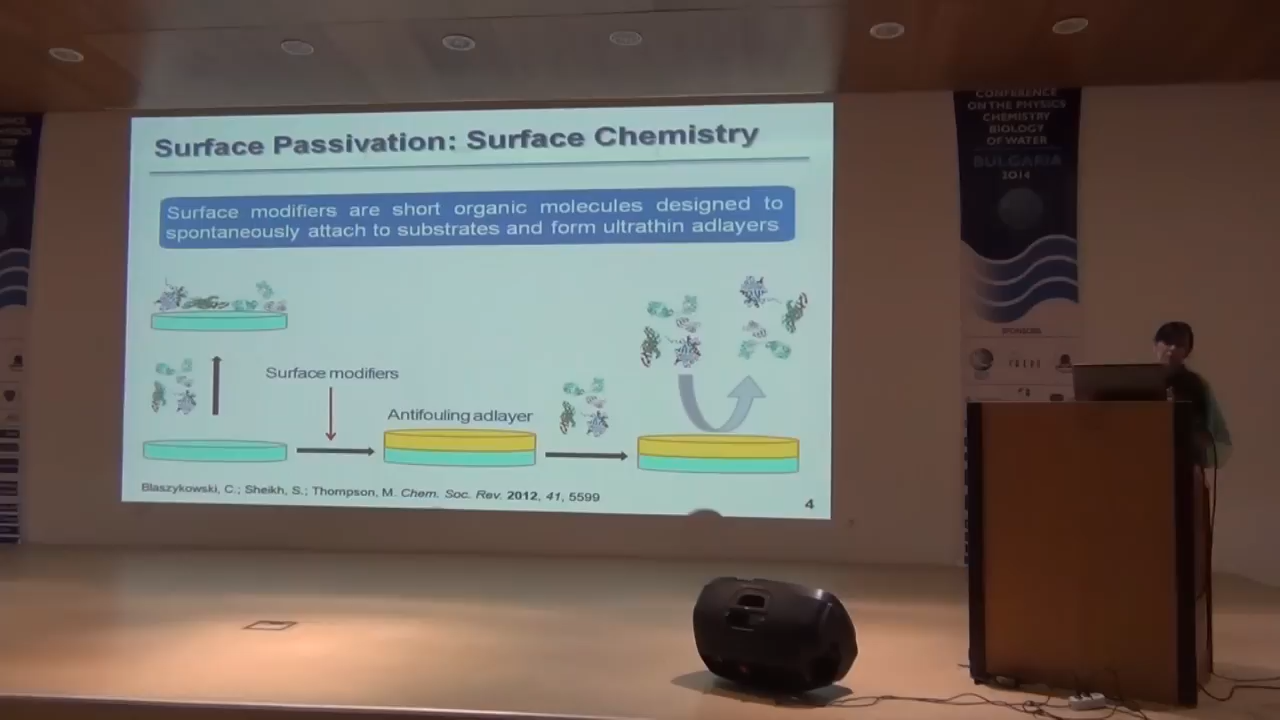 Surface Passivation: Surface Chemistry
Surface modifiers are short organic molecules designed to
spontaneously attach to substrates and form ultrathin adlayers
Surface modifiers
Antifouling adlayer
Blaszykowski, C.; Sheikh, S.; Thompson, M. Chem. Soc. Rev. 2012, 41, 5599
4
CONFERENCE
ON THE PHYSICS
CHEMISTRY
BIOLOGY
OF WATER
BULGARIA
2014
SPONSORS